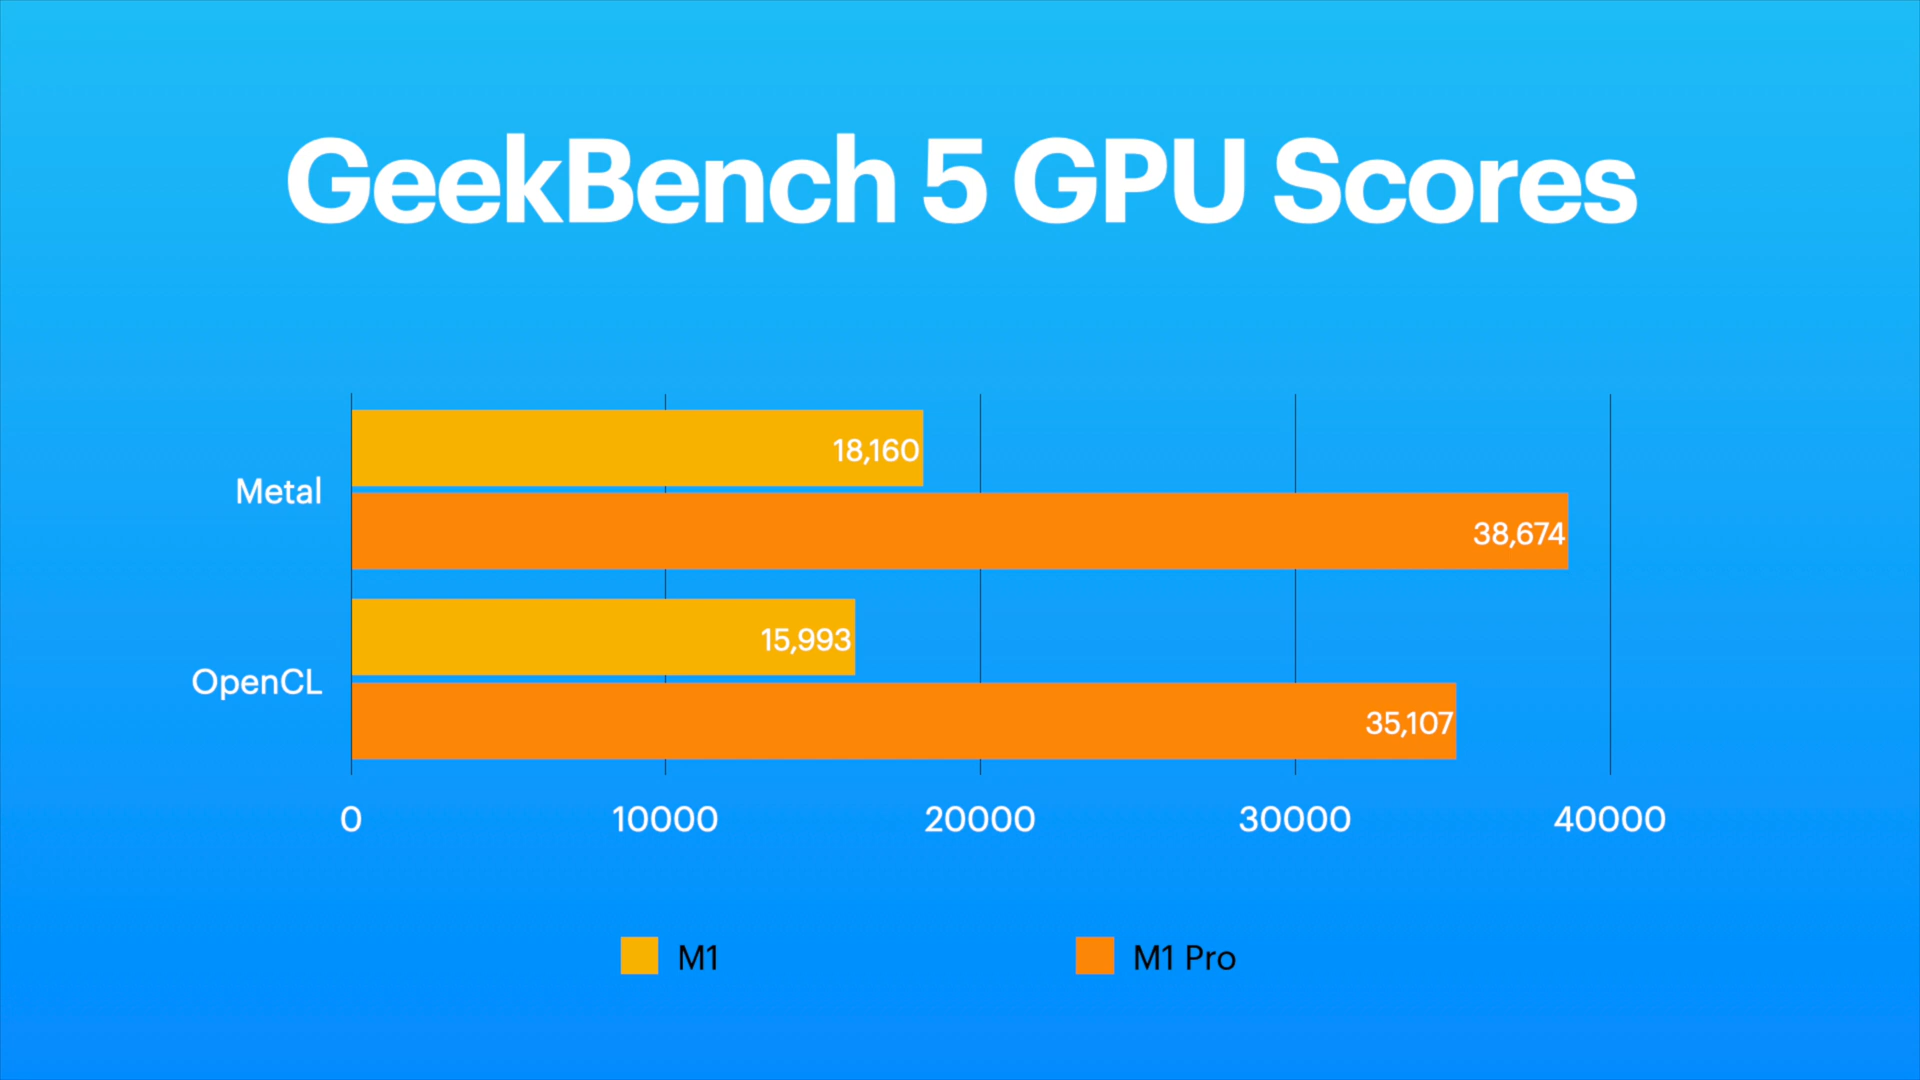 GeekBench 5 GPU Scores
18,160
Metal
38,674
15,993
OpenCL
35,107
0 10000 20000 30000 40000
M1 M1 Pro